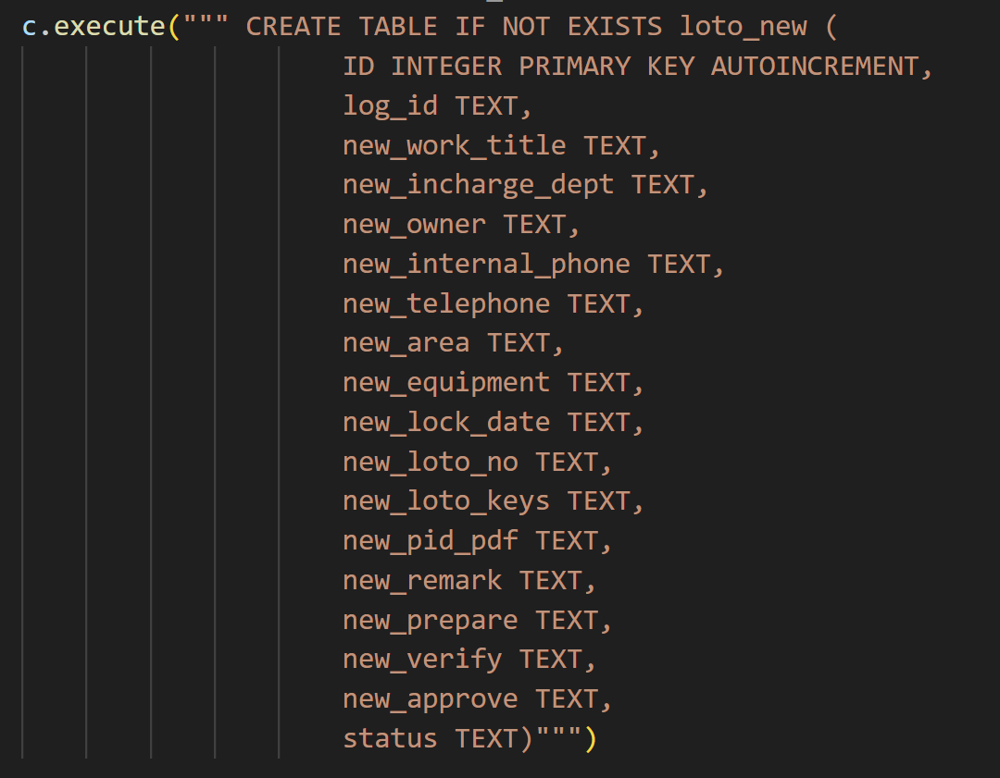 c.execute(""" CREATE TABLE IF NOT EXISTS loto_new (
ID INTEGER PRIMARY KEY AUTOINCREMENT,
log_id TEXT,
new_work_title TEXT,
new_incharge_dept TEXT,
new_owner TEXT,
new_internal_phone TEXT,
new_telephone TEXT,
new_area TEXT,
new_equipment TEXT,
new_lock_date TEXT,
new_loto_no TEXT,
new_loto_keys TEXT,
new_pid_pdf TEXT,
new_remark TEXT,
new_prepare TEXT,
new_verify TEXT,
new_approve TEXT,
status TEXT)""")